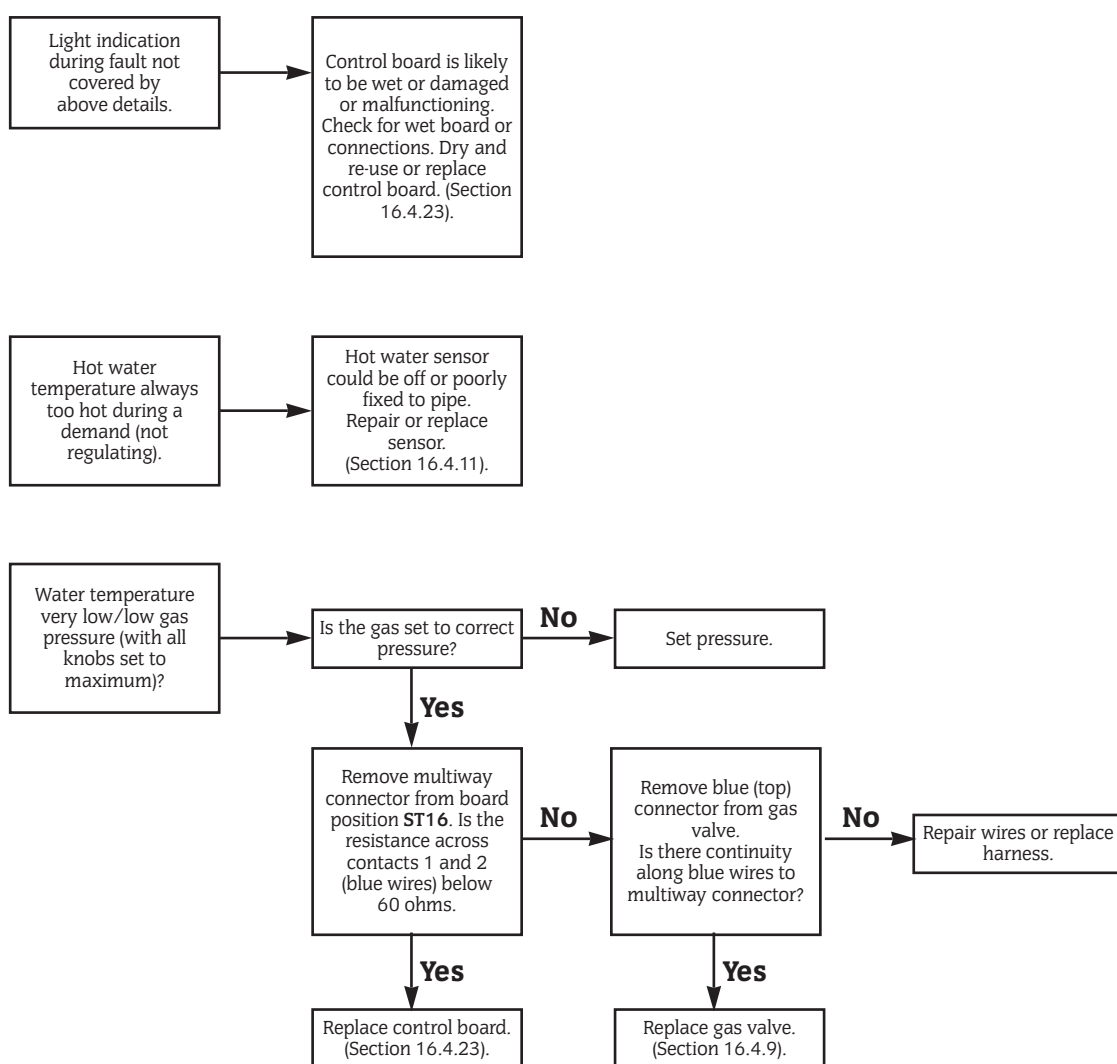 Light indication
during fault not
covered by
above details.
Control board is likely
to be wet or damaged
or malfunctioning.
Check for wet board or
connections. Dry and
re-use or replace
control board. (Section
16.4.23).
Hot water
temperature always
too hot during a
demand (not
regulating).
Hot water sensor
could be off or poorly
fixed to pipe.
Repair or replace
sensor.
(Section 16.4.11).
Water temperature
very low/low gas
pressure (with all
knobs set to
maximum)?
Is the gas set to correct
pressure?
No
Set pressure.
Yes
Remove multiway
connector from board
position ST16. Is the
resistance across
contacts 1 and 2
(blue wires) below
60 ohms.
No
Remove blue (top)
connector from gas
valve.
Is there continuity
along blue wires to
multiway connector?
No
Repair wires or replace
harness.
Yes
Replace control board.
(Section 16.4.23).
Yes
Replace gas valve.
(Section 16.4.9).